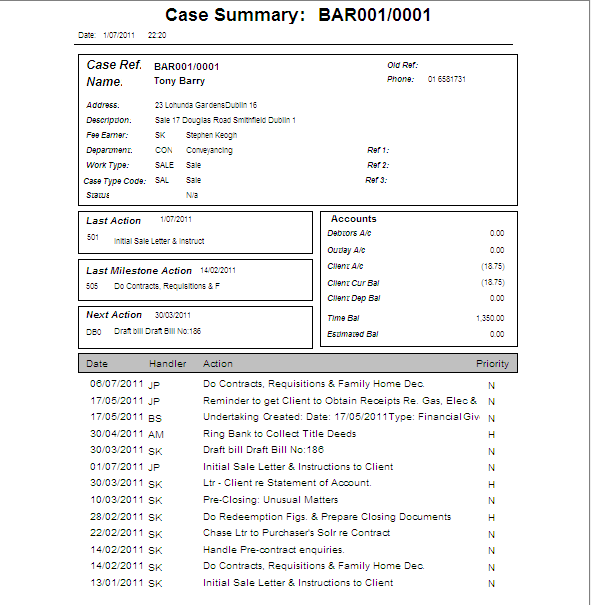 Case Summary: BAR001/0001
Date: 1/07/2011 22:20
Case Ref. BAR001/0001 Old Ref:
Name. Tony Barry Phone: 01 6581731
Address. 23 Lohunda GardensDublin 16
Description. Sale 17 Douglas Road Smithfield Dublin 1
Fee Earner: SK Stephen Keogh
Department. CON Conveyancing Ref 1:
Work Type: SALE Sale Ref 2:
Case Type Code: SAL Sale Ref 3:
Status N/a
Last Action 1/07/2011
501 Initial Sale Letter & Instruct
Last Milestone Action 14/02/2011
505 Do Contracts, Requisitions & F
Next Action 30/03/2011
DB0 Draft bill Draft Bill No:186
Accounts
Debtors A/c 0.00
Outlay A/c 0.00
Client A/c (18.75)
Client Cur Bal (18.75)
Client Dep Bal 0.00
Time Bal 1,350.00
Estimated Bal 0.00
Date Handler Action Priority
06/07/2011 JP Do Contracts, Requisitions & Family Home Dec. N
17/05/2011 JP Reminder to get Client to Obtain Receipts Re. Gas, Elec & N
17/05/2011 BS Undertaking Created: Date: 17/05/2011Type: Financial Giv N
30/04/2011 AM Ring Bank to Collect Title Deeds H
30/03/2011 SK Draft bill Draft Bill No:186 N
01/07/2011 JP Initial Sale Letter & Instructions to Client N
30/03/2011 SK Ltr - Client re Statement of Account. H
10/03/2011 SK Pre-Closing: Unusual Matters N
28/02/2011 SK Do Redeemption Figs. & Prepare Closing Documents H
22/02/2011 SK Chase Ltr to Purchaser's Solr re Contract N
14/02/2011 SK Handle Pre-contract enquiries. N
14/02/2011 SK Do Contracts, Requisitions & Family Home Dec. N
13/01/2011 SK Initial Sale Letter & Instructions to Client N